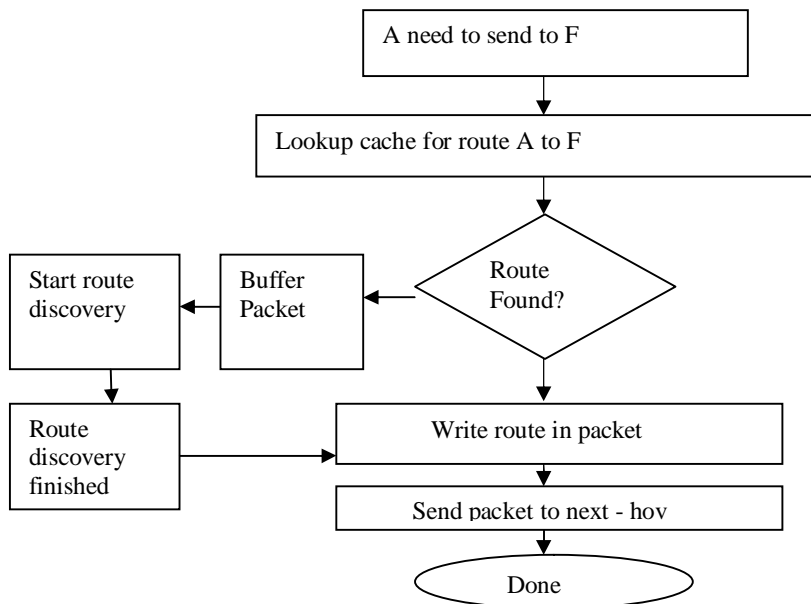 A need to send to F
Lookup cache for route A to F
Route
Found?
Buffer
Packet
Start route
discovery
Route
discovery
finished
Write route in packet
Send packet to next - hov
Done